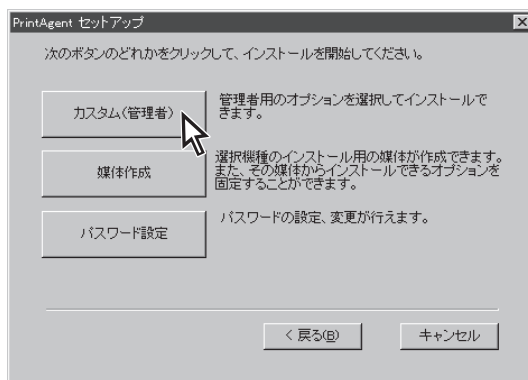 PrintAgent セットアップ
次のボタンのどれかをクリックして、インストールを開始してください。
カスタム(管理者)
管理者用のオプションを選択してインストールで
きます。
媒体作成
選択機種のインストール用の媒体が作成できます。
また、その媒体からインストールできるオプションを
固定することができます。
パスワード設定
パスワードの設定、変更が行えます。
< 戻る(B)
キャンセル